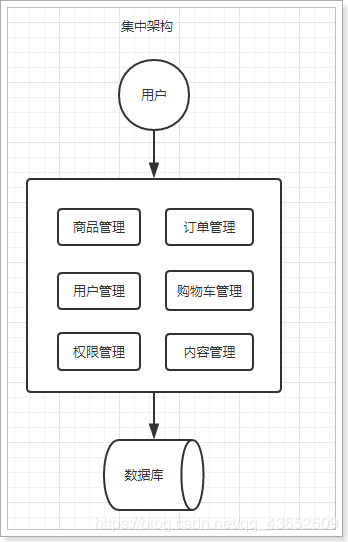 集中架构
用户
商品管理
订单管理
用户管理
购物车管理
权限管理
内容管理
数据库
https://blog.csdn.net/qq_43652509